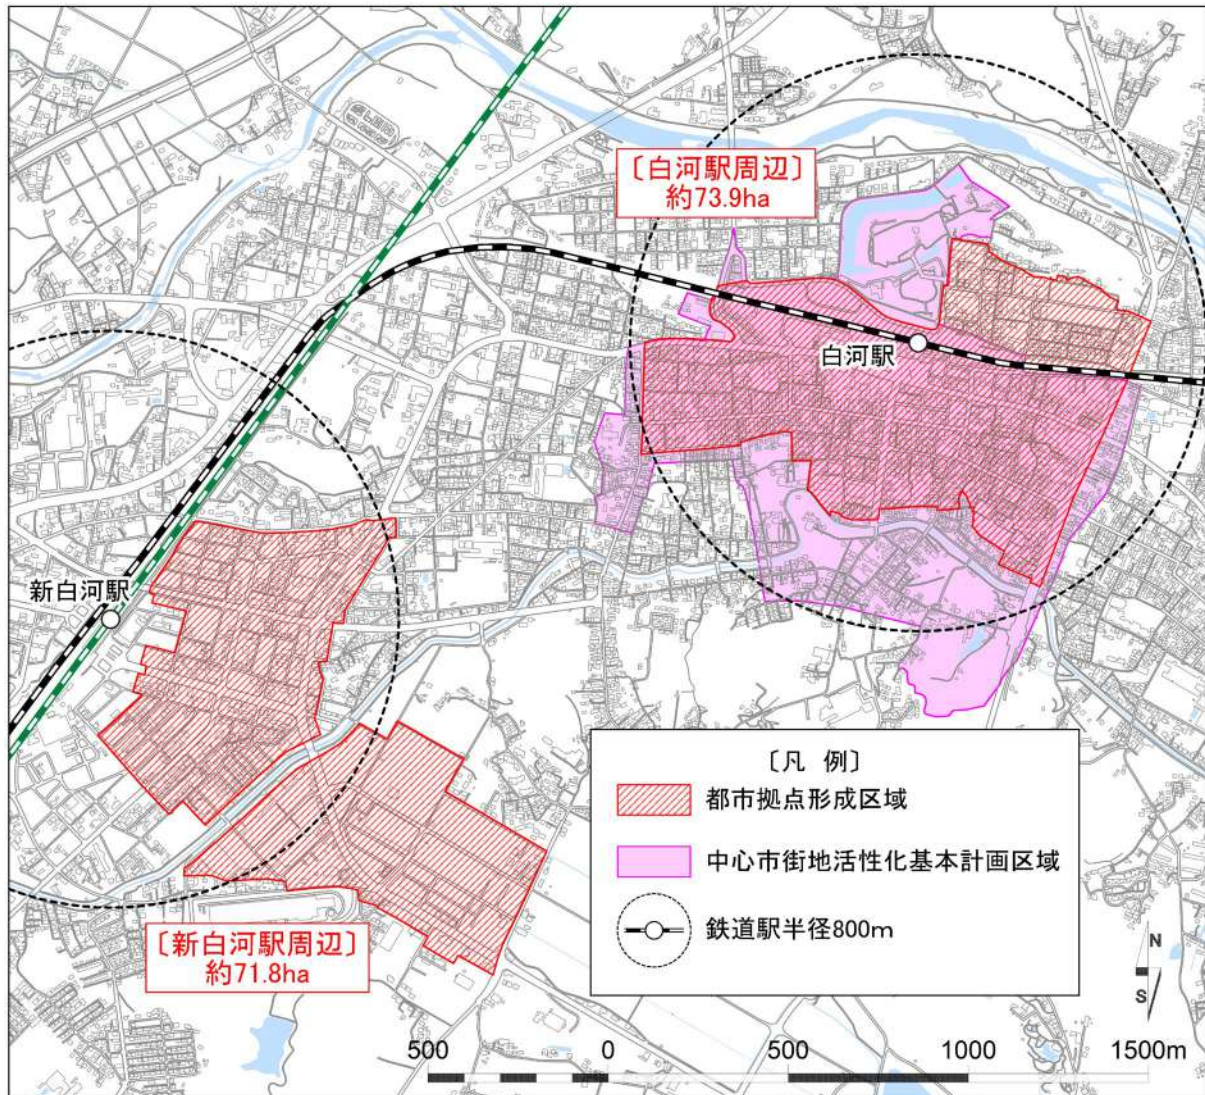 〔白河駅周辺〕
約73.9ha
白河駅
新白河駅
〔新白河駅周辺〕
約71.8ha
〔凡 例〕
都市拠点形成区域
中心市街地活性化基本計画区域
鉄道駅半径800m
N
S
500 0 500 1000 1500m